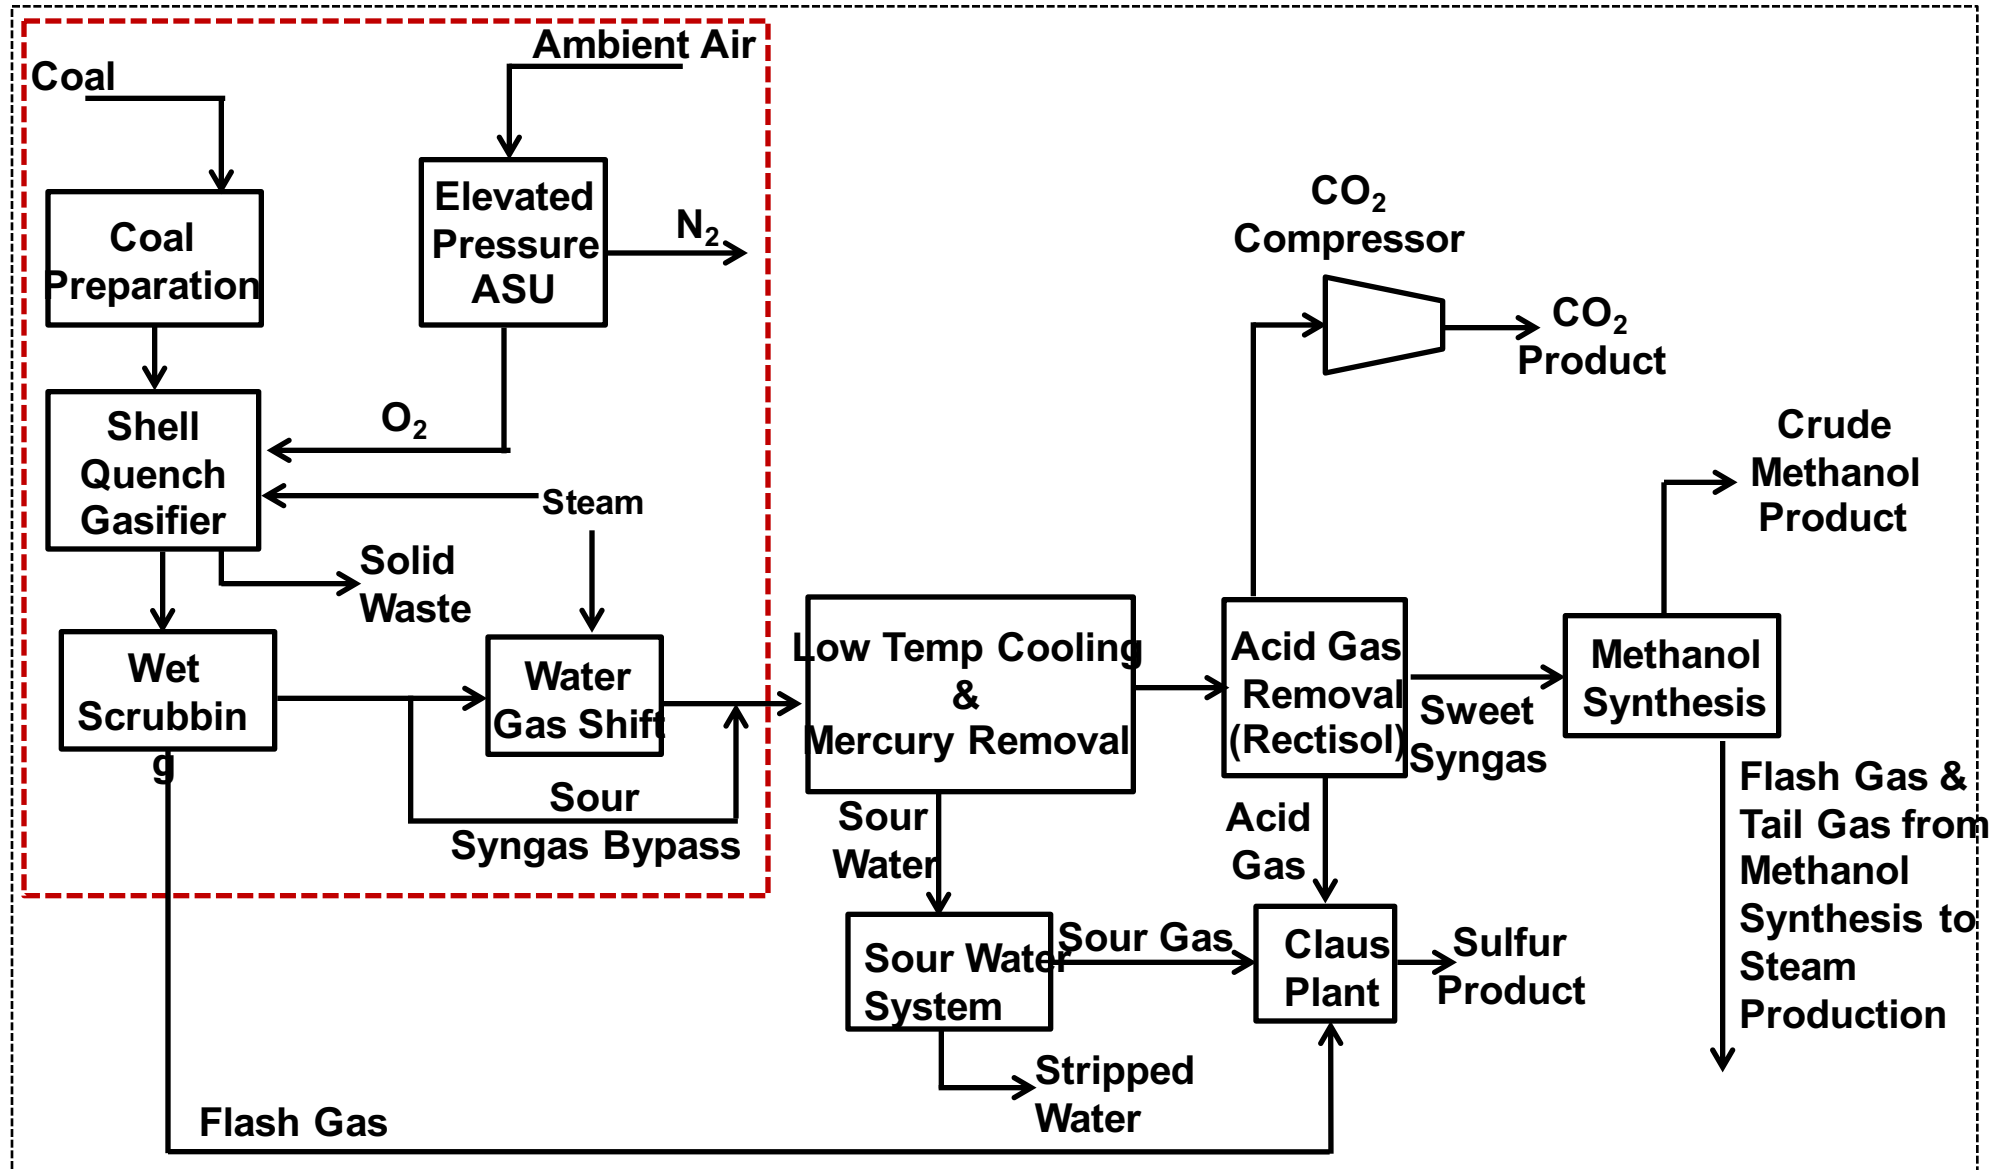 Ambient Air
Coal
Elevated
Pressure
ASU
N2
Coal
Preparation
CO2
Compressor
CO2
Product
Shell
Quench
Gasifier
O2
Steam
Crude
Methanol
Product
Solid
Waste
Wet
Scrubbin
g
Water
Gas Shift
Sour
Syngas Bypass
Low Temp Cooling
&
Mercury Removal
Acid Gas
Removal
(Rectisol)
Sweet
Syngas
Methanol
Synthesis
Sour
Water
Acid
Gas
Flash Gas &
Tail Gas from
Methanol
Synthesis to
Steam
Production
Sour Water
System
Sour Gas
Claus
Plant
Sulfur
Product
Stripped
Water
Flash Gas